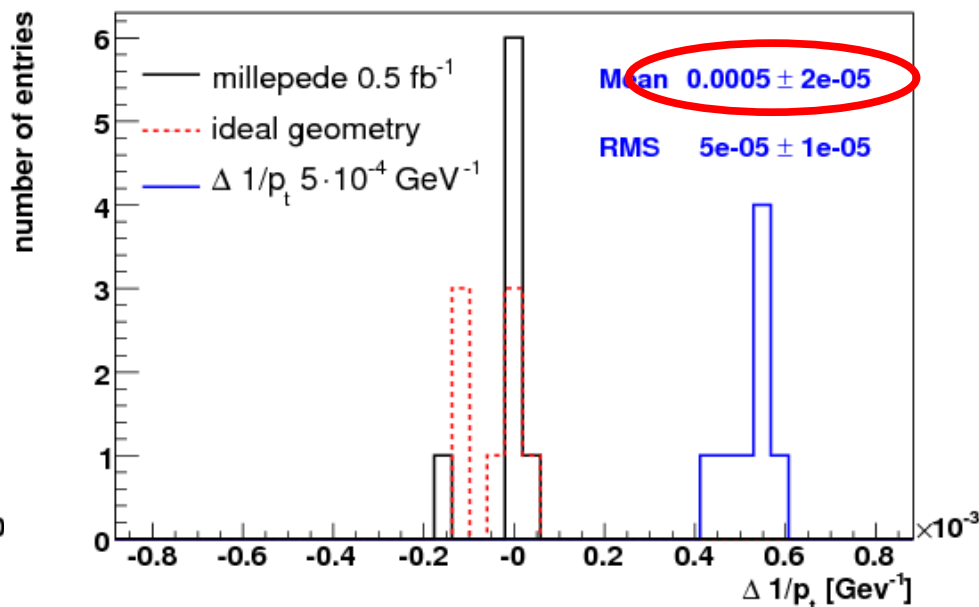 number of entries
6
5
4
3
2
1
0
millepede 0.5 fb⁻¹
ideal geometry
Δ 1/pₜ 5·10⁻⁴ GeV⁻¹
Mean 0.0005 ± 2e-05
RMS 5e-05 ± 1e-05
-0.8 -0.6 -0.4 -0.2 -0 0.2 0.4 0.6 0.8 ×10⁻³
Δ 1/pₜ [Gev⁻¹]